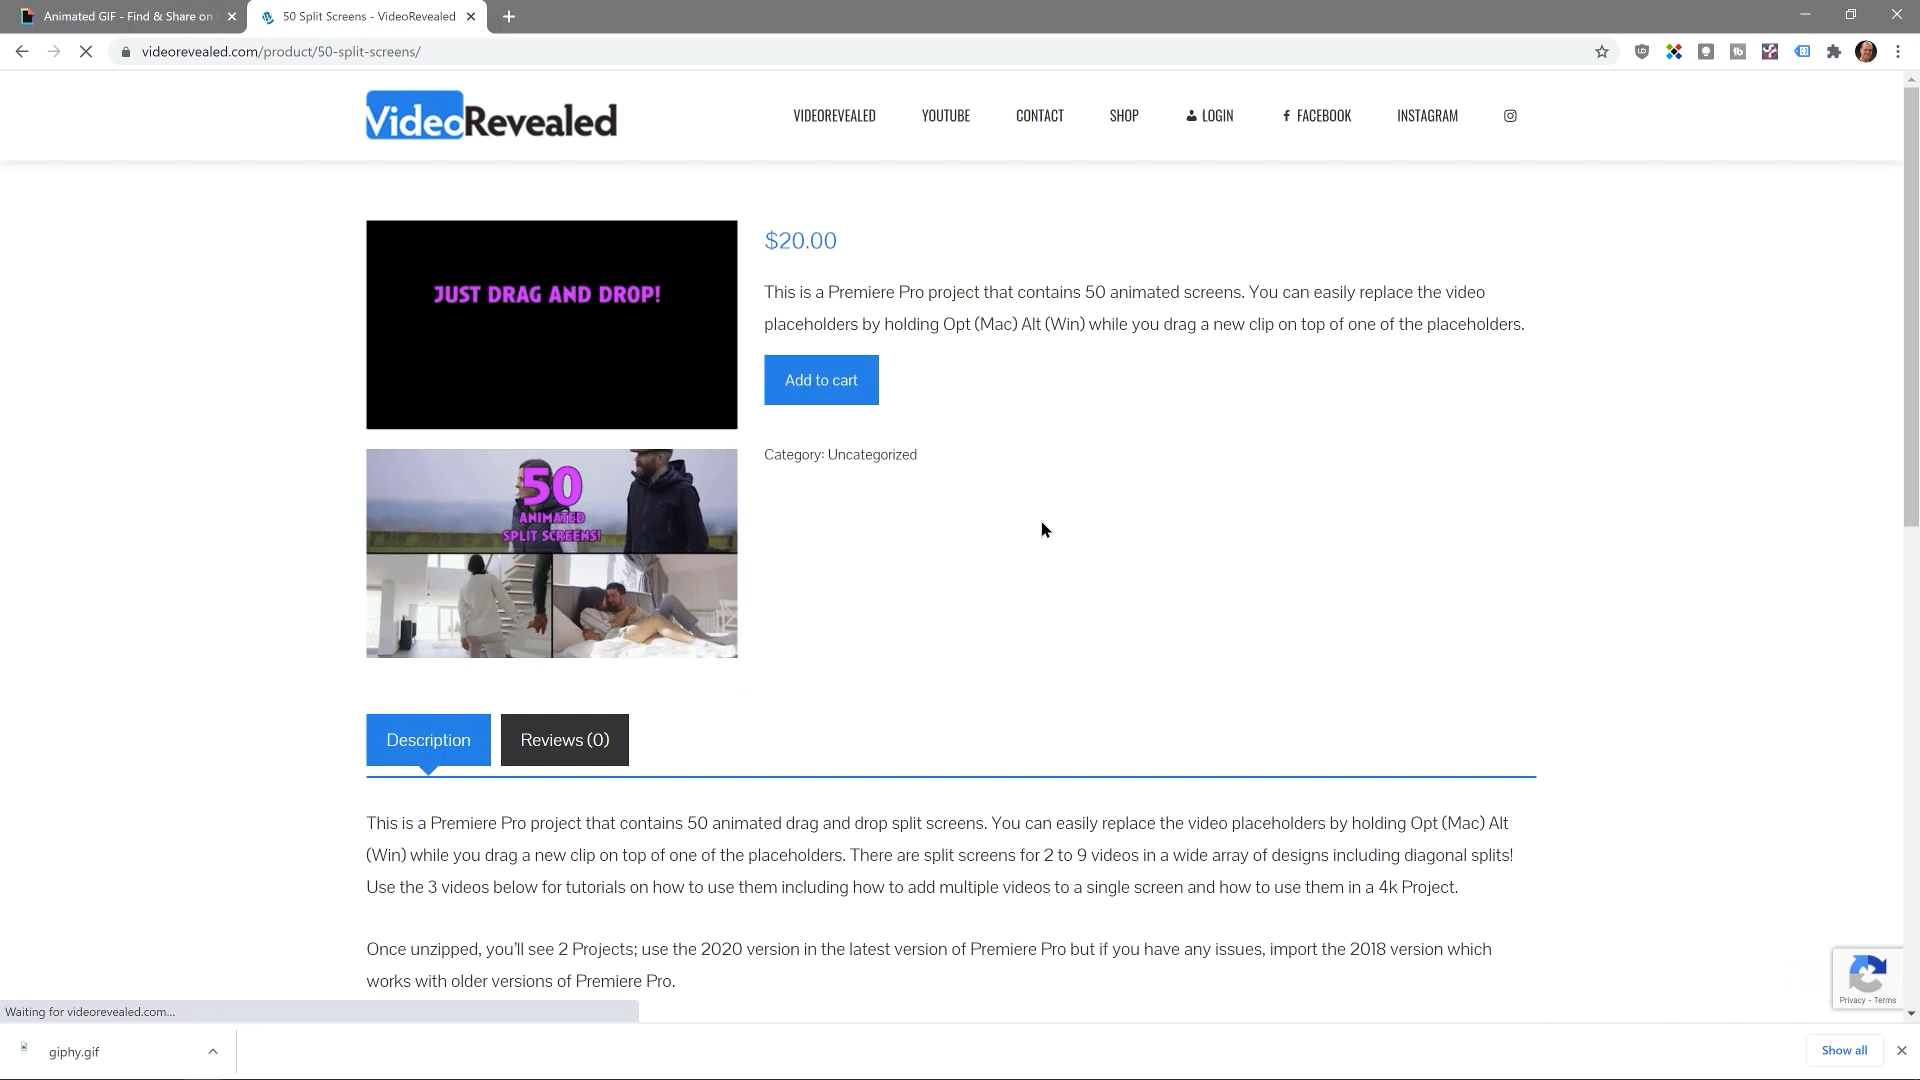 Animated GIF - Find & Share on
50 Split Screens - VideoRevealed
videorevealed.com/product/50-split-screens/
VideoRevealed
VIDEOREVEALED
YOUTUBE
CONTACT
SHOP
LOGIN
FACEBOOK
INSTAGRAM
JUST DRAG AND DROP!
$20.00
This is a Premiere Pro project that contains 50 animated screens. You can easily replace the video
placeholders by holding Opt (Mac) Alt (Win) while you drag a new clip on top of one of the placeholders.
Add to cart
Category: Uncategorized
50
ANIMATED
SPLIT SCREENS!
Description
Reviews (0)
This is a Premiere Pro project that contains 50 animated drag and drop split screens. You can easily replace the video placeholders by holding Opt (Mac) Alt
(Win) while you drag a new clip on top of one of the placeholders. There are split screens for 2 to 9 videos in a wide array of designs including diagonal splits!
Use the 3 videos below for tutorials on how to use them including how to add multiple videos to a single screen and how to use them in a 4k Project.
Once unzipped, you'll see 2 Projects; use the 2020 version in the latest version of Premiere Pro but if you have any issues, import the 2018 version which
works with older versions of Premiere Pro.
Privacy - Terms
Waiting for videorevealed.com...
giphy.gif
Show all